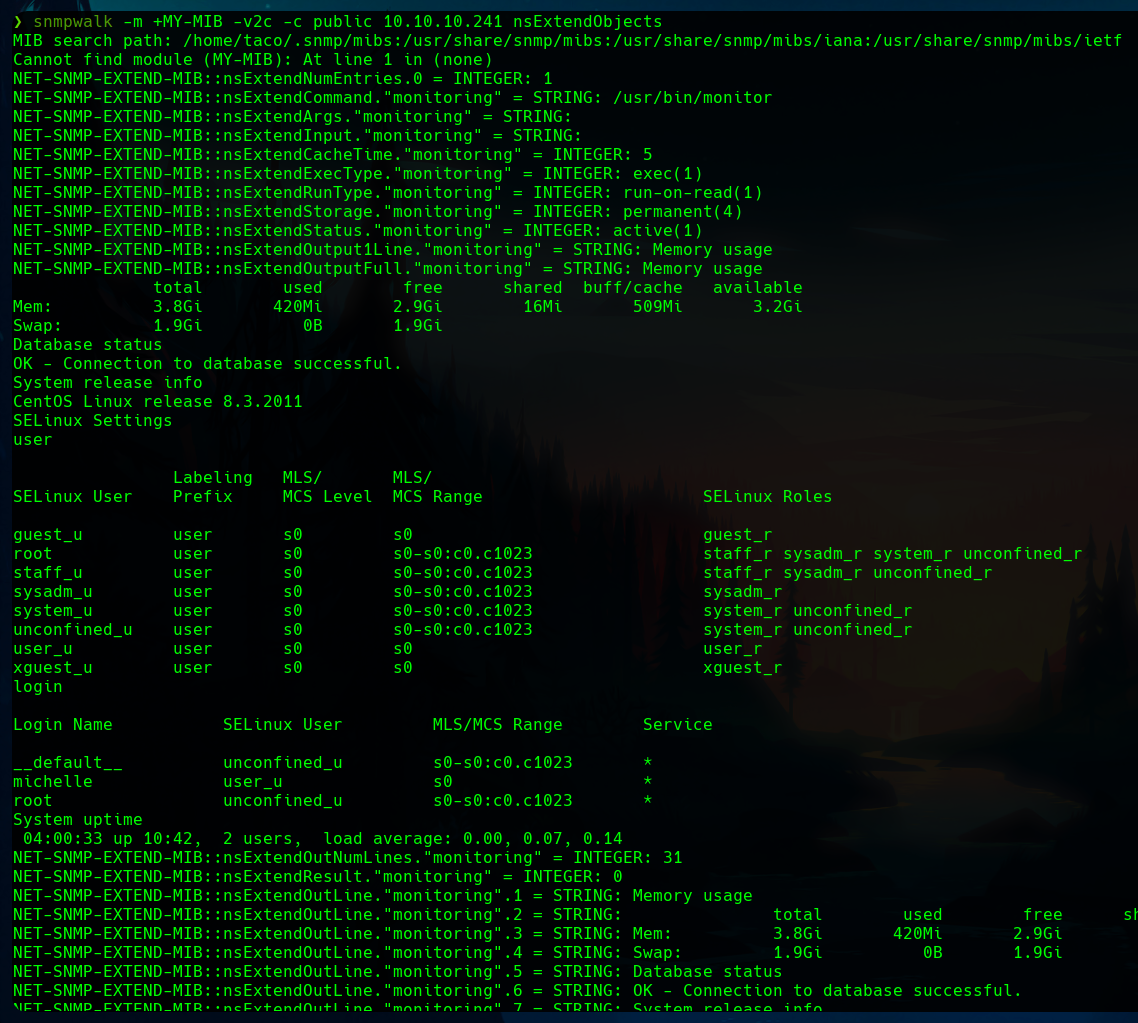 ❯ snmpwalk -m +MY-MIB -v2c -c public 10.10.10.241 nsExtendObjects
MIB search path: /home/taco/.snmp/mibs:/usr/share/snmp/mibs:/usr/share/snmp/mibs/iana:/usr/share/snmp/mibs/ietf
Cannot find module (MY-MIB): At line 1 in (none)
NET-SNMP-EXTEND-MIB::nsExtendNumEntries.0 = INTEGER: 1
NET-SNMP-EXTEND-MIB::nsExtendCommand."monitoring" = STRING: /usr/bin/monitor
NET-SNMP-EXTEND-MIB::nsExtendArgs."monitoring" = STRING:
NET-SNMP-EXTEND-MIB::nsExtendInput."monitoring" = STRING:
NET-SNMP-EXTEND-MIB::nsExtendCacheTime."monitoring" = INTEGER: 5
NET-SNMP-EXTEND-MIB::nsExtendExecType."monitoring" = INTEGER: exec(1)
NET-SNMP-EXTEND-MIB::nsExtendRunType."monitoring" = INTEGER: run-on-read(1)
NET-SNMP-EXTEND-MIB::nsExtendStorage."monitoring" = INTEGER: permanent(4)
NET-SNMP-EXTEND-MIB::nsExtendStatus."monitoring" = INTEGER: active(1)
NET-SNMP-EXTEND-MIB::nsExtendOutput1Line."monitoring" = STRING: Memory usage
NET-SNMP-EXTEND-MIB::nsExtendOutputFull."monitoring" = STRING: Memory usage
              total        used        free      shared  buff/cache   available
Mem:          3.8Gi       420Mi       2.9Gi        16Mi       509Mi       3.2Gi
Swap:         1.9Gi          0B       1.9Gi
Database status
OK - Connection to database successful.
System release info
CentOS Linux release 8.3.2011
SELinux Settings
user
                Labeling   MLS/       MLS/
SELinux User    Prefix     MCS Level  MCS Range                      SELinux Roles
guest_u         user       s0         s0                             guest_r
root            user       s0         s0-s0:c0.c1023                 staff_r sysadm_r system_r unconfined_r
staff_u         user       s0         s0-s0:c0.c1023                 staff_r sysadm_r unconfined_r
sysadm_u        user       s0         s0-s0:c0.c1023                 sysadm_r
system_u        user       s0         s0-s0:c0.c1023                 system_r unconfined_r
unconfined_u    user       s0         s0-s0:c0.c1023                 system_r unconfined_r
user_u          user       s0         s0                             user_r
xguest_u        user       s0         s0                             xguest_r
login
Login Name           SELinux User         MLS/MCS Range        Service
__default__          unconfined_u         s0-s0:c0.c1023       *
michelle             user_u               s0                   *
root                 unconfined_u         s0-s0:c0.c1023       *
System uptime
 04:00:33 up 10:42,  2 users,  load average: 0.00, 0.07, 0.14
NET-SNMP-EXTEND-MIB::nsExtendOutNumLines."monitoring" = INTEGER: 31
NET-SNMP-EXTEND-MIB::nsExtendResult."monitoring" = INTEGER: 0
NET-SNMP-EXTEND-MIB::nsExtendOutLine."monitoring".1 = STRING: Memory usage
NET-SNMP-EXTEND-MIB::nsExtendOutLine."monitoring".2 = STRING:               total        used        free      sh
NET-SNMP-EXTEND-MIB::nsExtendOutLine."monitoring".3 = STRING: Mem:          3.8Gi       420Mi       2.9Gi
NET-SNMP-EXTEND-MIB::nsExtendOutLine."monitoring".4 = STRING: Swap:         1.9Gi          0B       1.9Gi
NET-SNMP-EXTEND-MIB::nsExtendOutLine."monitoring".5 = STRING: Database status
NET-SNMP-EXTEND-MIB::nsExtendOutLine."monitoring".6 = STRING: OK - Connection to database successful.
NET-SNMP-EXTEND-MIB::nsExtendOutLine."monitoring".7 = STRING: System release info